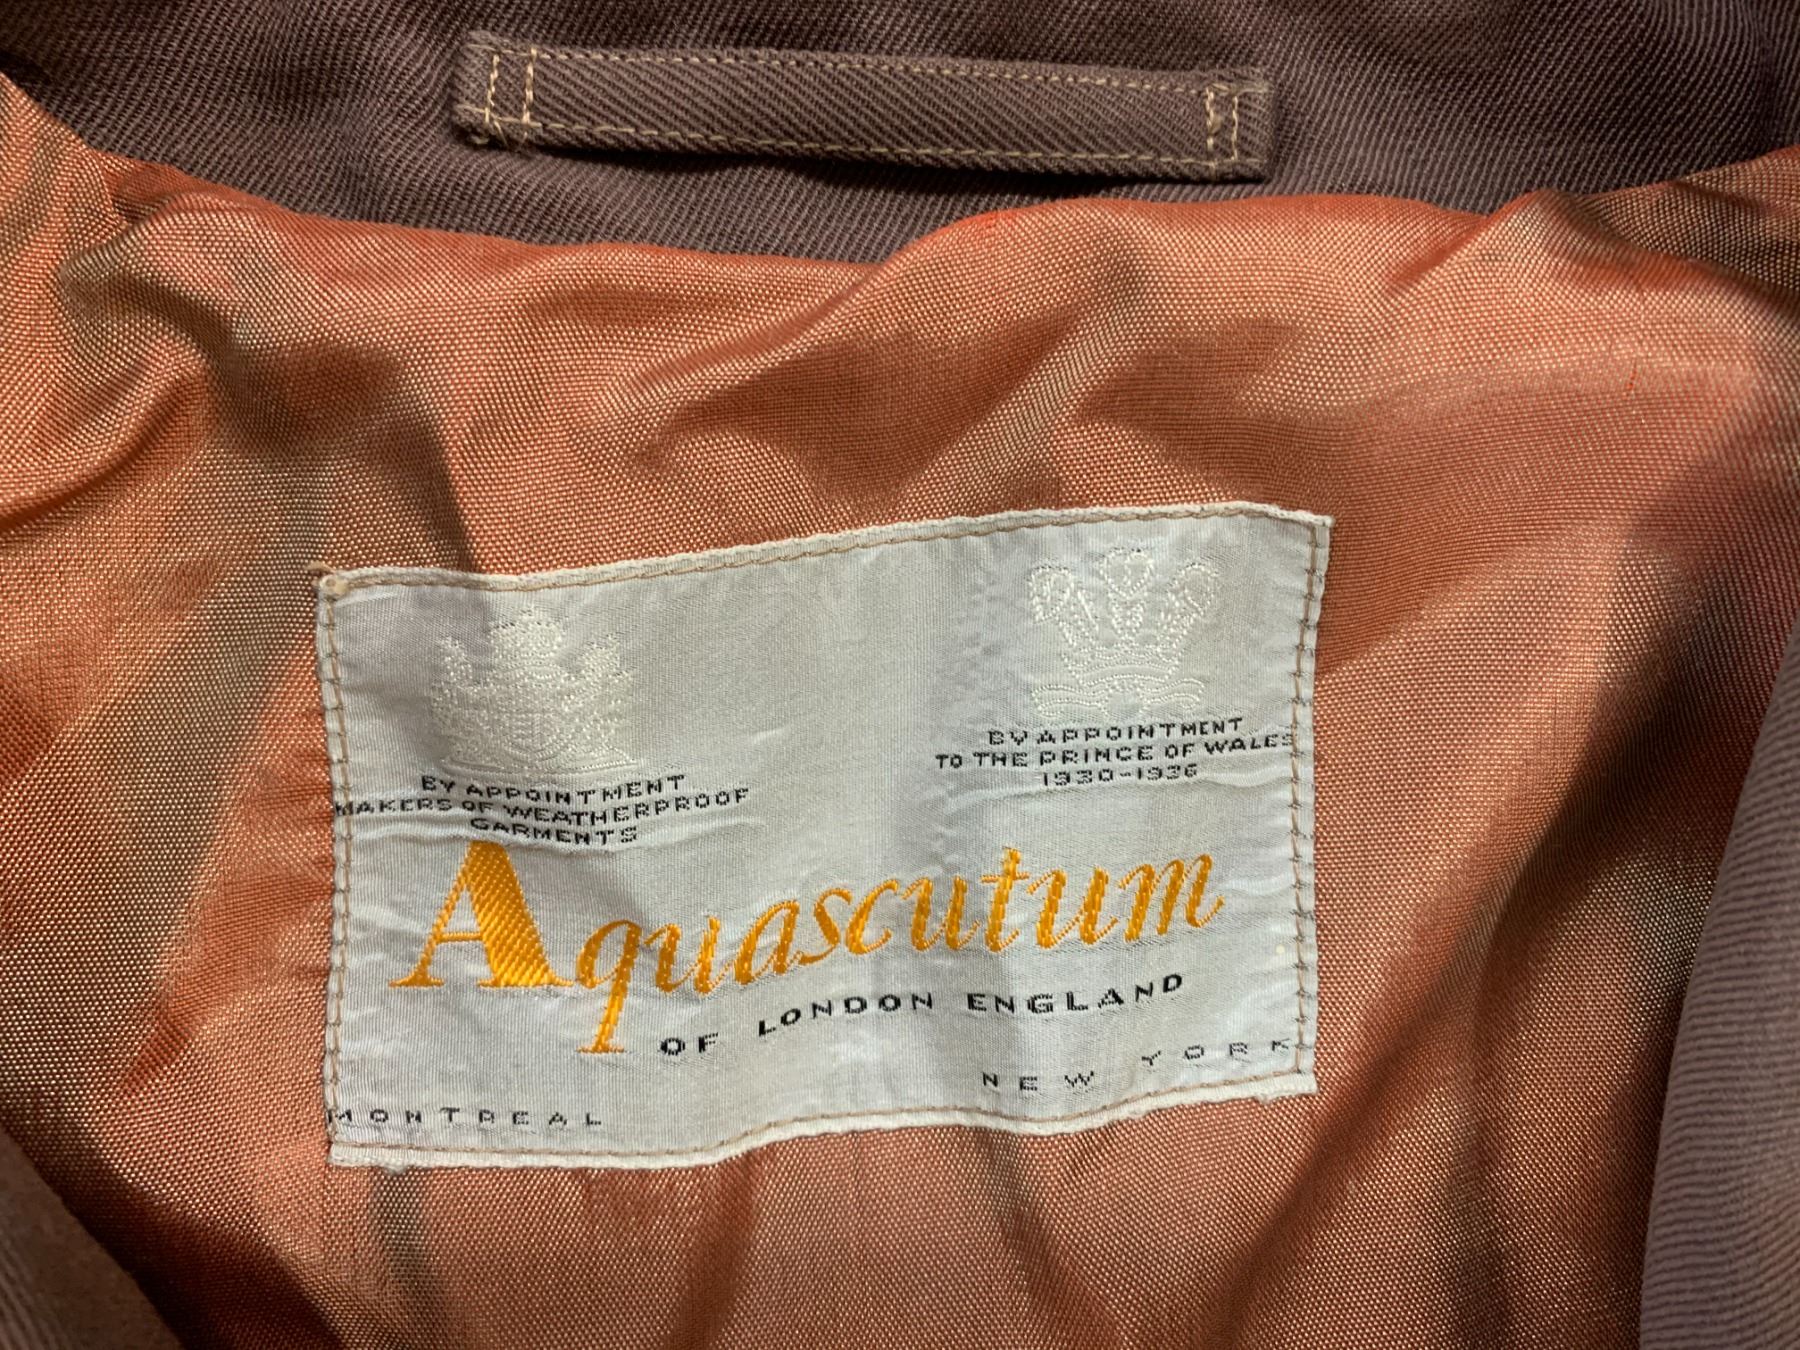 BY APPOINTMENT
MAKERS OF WEATHERPROOF
GARMENTS
BY APPOINTMENT
TO THE PRINCE OF WALES
1930-1936
Aquascutum
OF LONDON ENGLAND
MONTREAL
NEW YORK